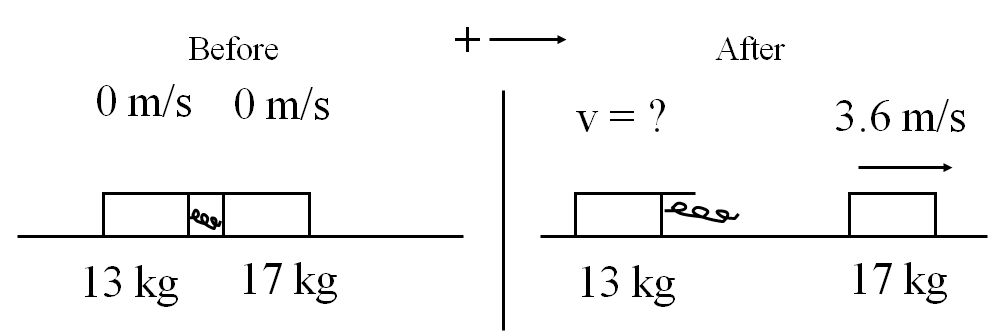 Before
+
After
0 m/s 0 m/s
v = ?
3.6 m/s
13 kg 17 kg
13 kg
17 kg